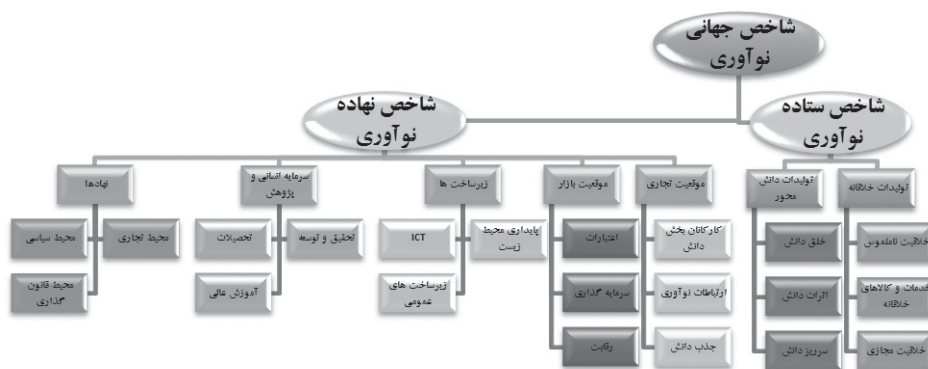 شاخص جهانی
نوآوری
شاخص ستاده
نوآوری
شاخص نهاده
نوآوری
تولیدات خلاقانه
تولیدات دانش
محور
موقعیت تجاری
موقعیت بازار
زیرساخت ها
سرمایه انسانی و
پژوهش
نهادها
خلاقیت ناملموس
خدمات و کالاهای
خلاقانه
خلاقیت مجازی
خلق دانش
اثرات دانش
سرریز دانش
کارکانان بخش
دانش
ارتباطات نوآوری
جذب دانش
اعتبارات
سرمایه گذاری
رقابت
پایداری محیط
زیست
ICT
زیرساخت های
عمومی
تحقیق و توسعه
تحصیلات
آموزش عالی
محیط تجاری
محیط سیاسی
محیط قانون
گذاری